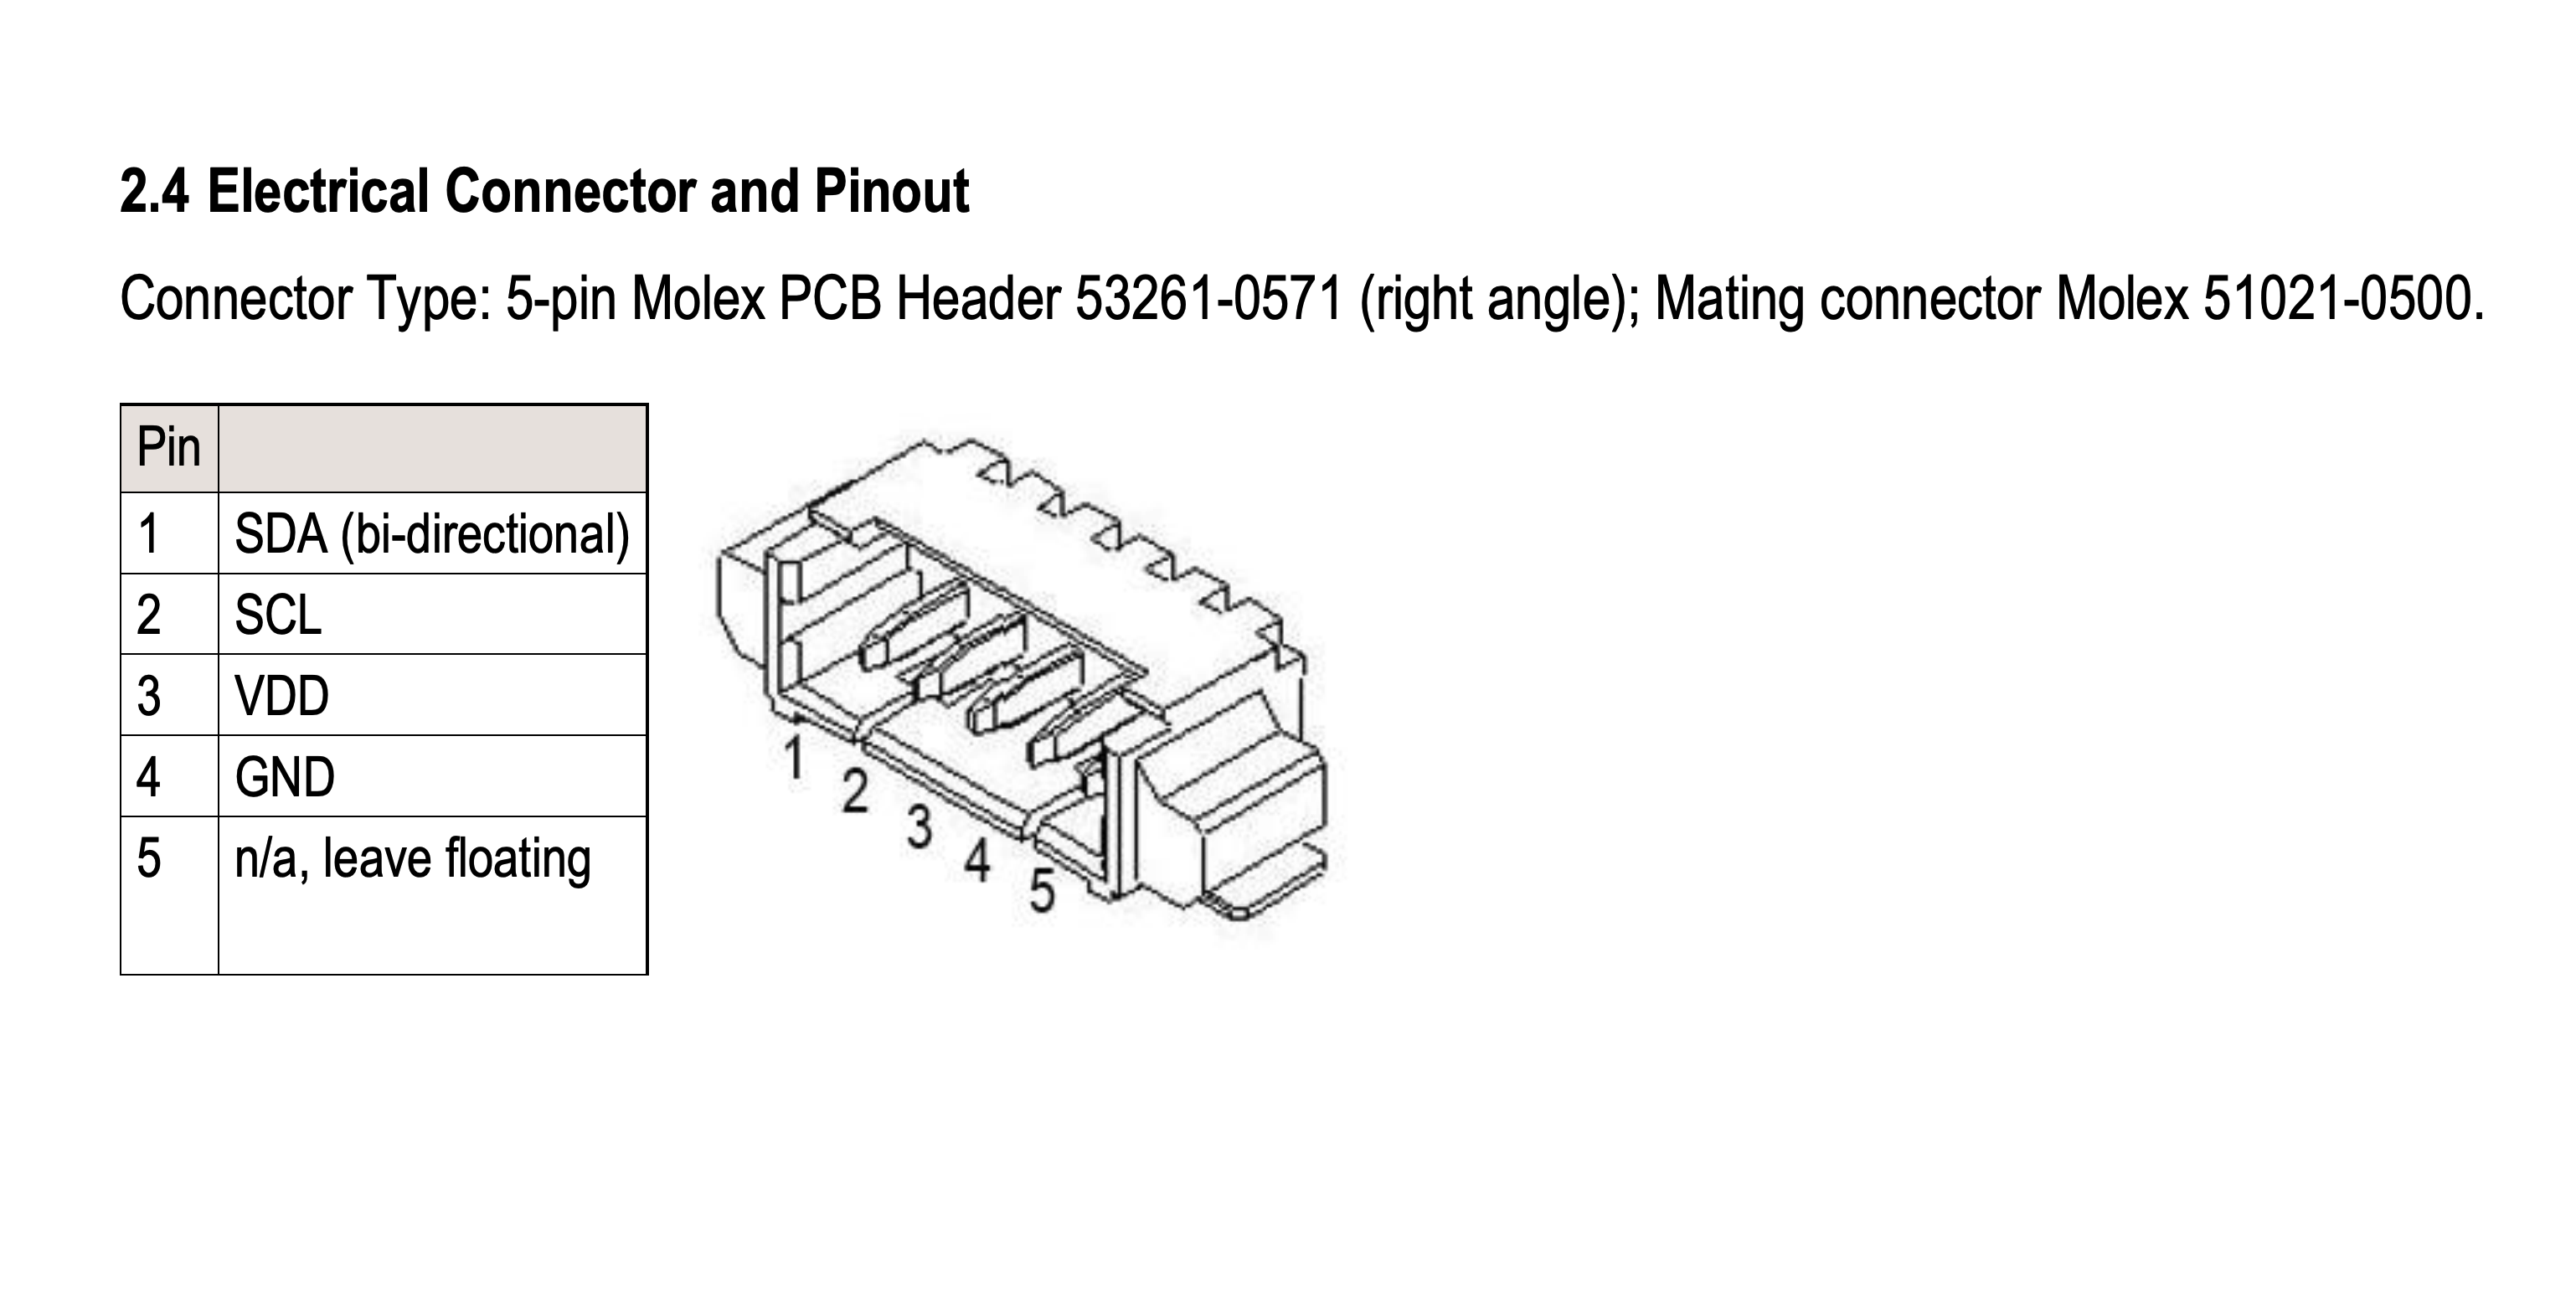 2.4 Electrical Connector and Pinout
Connector Type: 5-pin Molex PCB Header 53261-0571 (right angle); Mating connector Molex 51021-0500.
Pin
1 SDA (bi-directional)
2 SCL
3 VDD
4 GND
5 n/a, leave floating
1
2
3
4
5